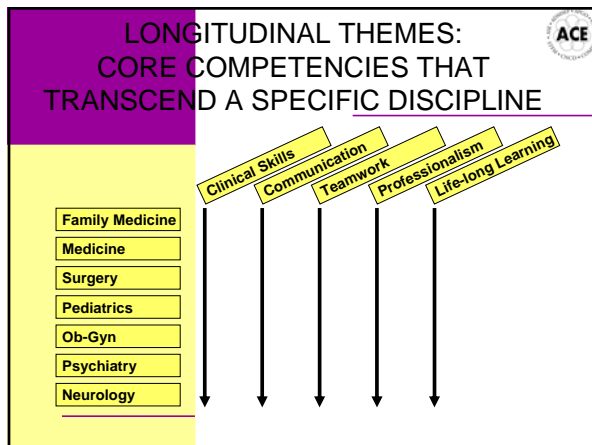 LONGITUDINAL THEMES:
CORE COMPETENCIES THAT
TRANSCEND A SPECIFIC DISCIPLINE
ACE
Clinical Skills
Communication
Teamwork
Professionalism
Life-long Learning
Family Medicine
Medicine
Surgery
Pediatrics
Ob-Gyn
Psychiatry
Neurology